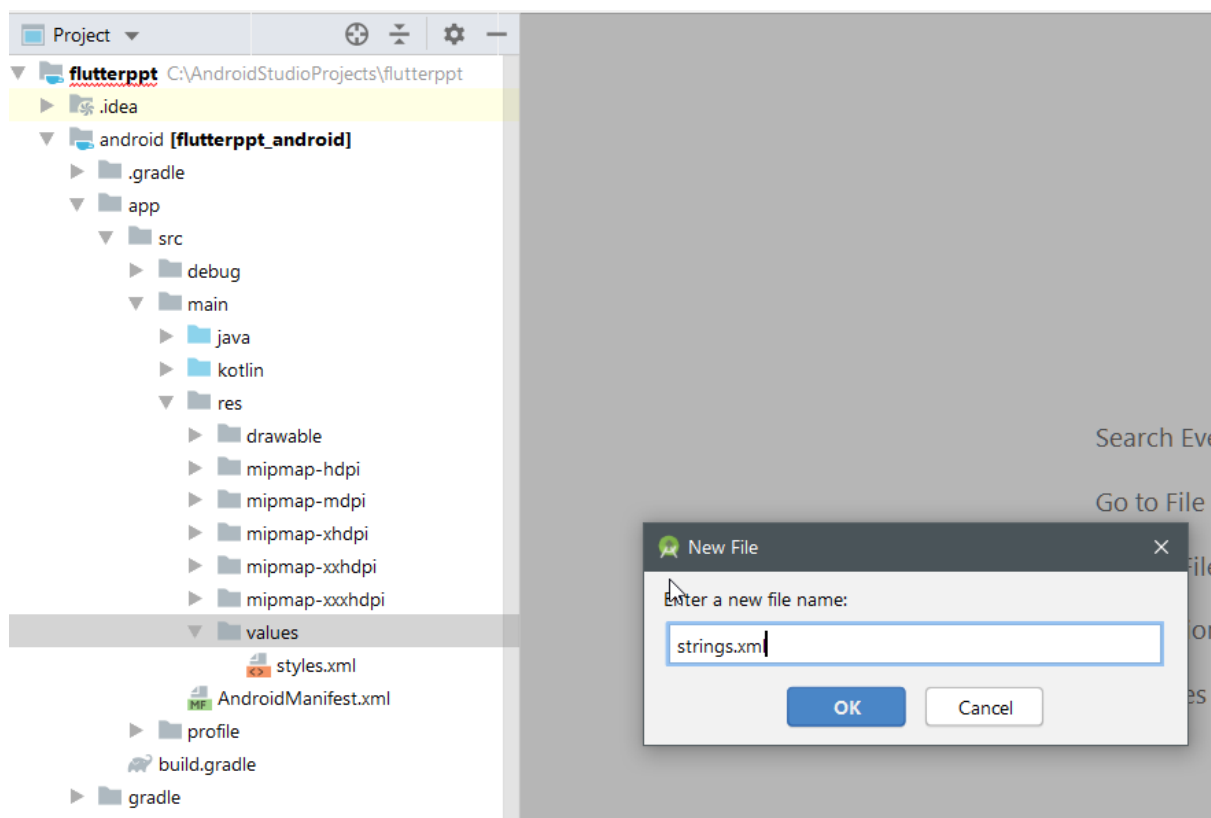 Project
flutterppt C:\AndroidStudioProjects\flutterppt
.idea
android [flutterppt_android]
.gradle
app
src
debug
main
java
kotlin
res
drawable
mipmap-hdpi
mipmap-mdpi
mipmap-xhdpi
mipmap-xxhdpi
mipmap-xxxhdpi
values
styles.xml
MF AndroidManifest.xml
profile
build.gradle
gradle
Search Eve
Go to File
New File
Enter a new file name:
strings.xml
OK Cancel